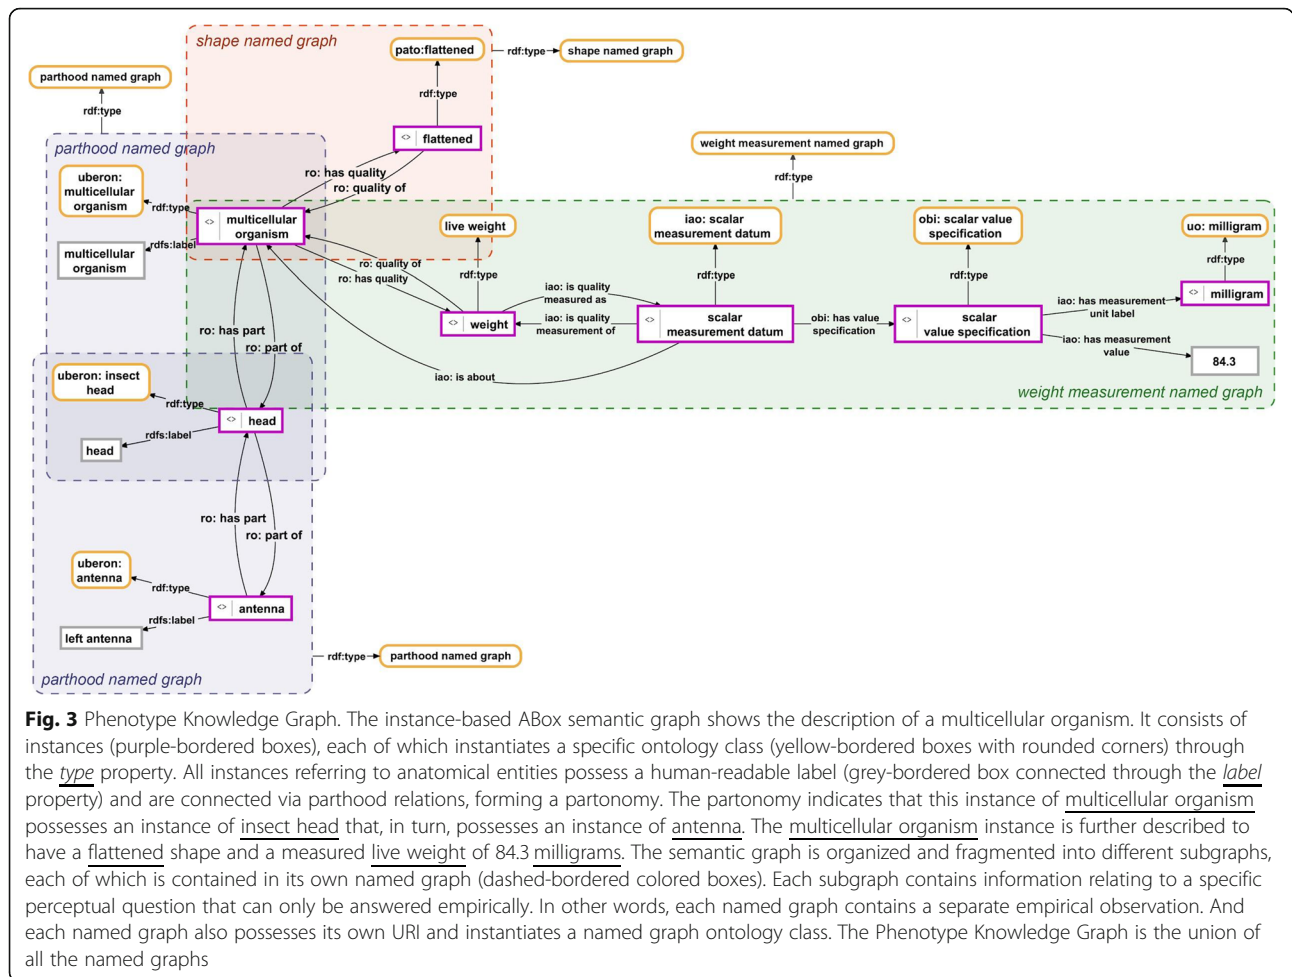 shape named graph
pato:flattened
rdf:type
shape named graph
parthood named graph
rdf:type
rdf:type
<> flattened
parthood named graph
weight measurement named graph
rdf:type
uberon:
multicellular
organism
rdf:type
ro: has quality
ro: quality of
<> multicellular
organism
rdfs:label
multicellular
organism
live weight
iao: scalar
measurement datum
obi: scalar value
specification
uo: milligram
ro: quality of
ro: has quality
rdf:type
rdf:type
rdf:type
rdf:type
iao: is quality
measured as
<> milligram
iao: has measurement
unit label
<> weight
iao: is quality
measurement of
<> scalar
measurement datum
obi: has value
specification
<> scalar
value specification
iao: has measurement
value
84.3
ro: has part
ro: part of
iao: is about
weight measurement named graph
uberon: insect
head
rdf:type
<> head
rdfs:label
head
ro: has part
ro: part of
uberon:
antenna
rdf:type
<> antenna
rdfs:label
left antenna
rdf:type
parthood named graph
parthood named graph
Fig. 3 Phenotype Knowledge Graph. The instance-based ABox semantic graph shows the description of a multicellular organism. It consists of
instances (purple-bordered boxes), each of which instantiates a specific ontology class (yellow-bordered boxes with rounded corners) through
the type property. All instances referring to anatomical entities possess a human-readable label (grey-bordered box connected through the label
property) and are connected via parthood relations, forming a partonomy. The partonomy indicates that this instance of multicellular organism
possesses an instance of insect head that, in turn, possesses an instance of antenna. The multicellular organism instance is further described to
have a flattened shape and a measured live weight of 84.3 milligrams. The semantic graph is organized and fragmented into different subgraphs,
each of which is contained in its own named graph (dashed-bordered colored boxes). Each subgraph contains information relating to a specific
perceptual question that can only be answered empirically. In other words, each named graph contains a separate empirical observation. And
each named graph also possesses its own URI and instantiates a named graph ontology class. The Phenotype Knowledge Graph is the union of
all the named graphs